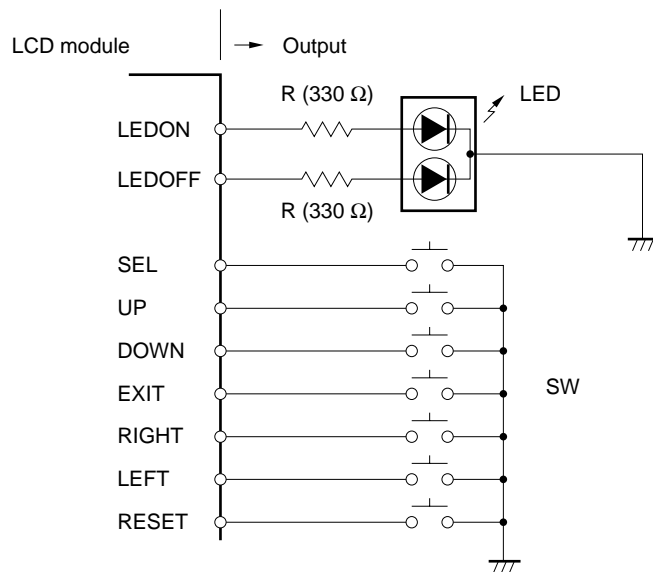 LCD module
Output
R (330 Ω)
LED
LEDON
LEDOFF
R (330 Ω)
SEL
UP
DOWN
EXIT
SW
RIGHT
LEFT
RESET